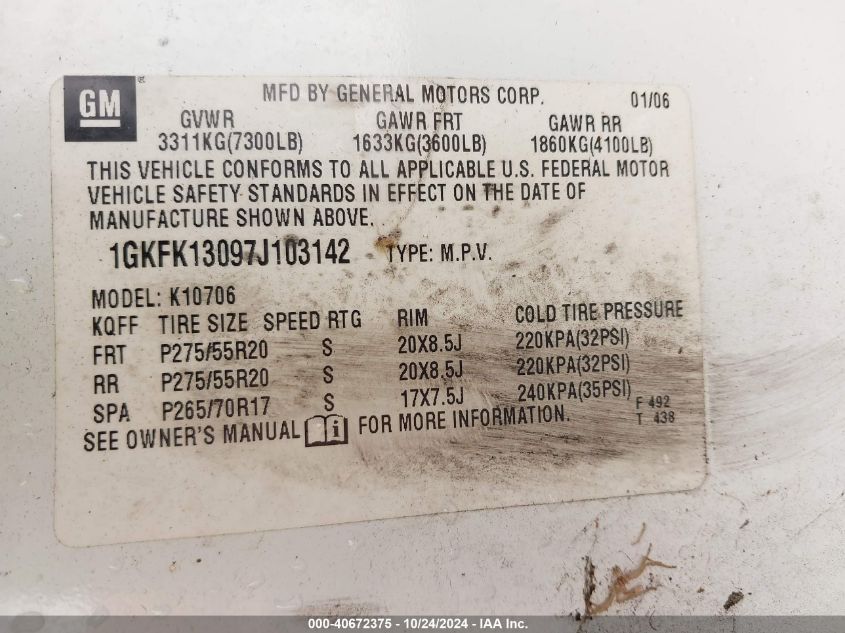 GM®
MFD BY GENERAL MOTORS CORP. 01/06
GVWR GAWR FRT GAWR RR
3311KG(7300LB) 1633KG(3600LB) 1860KG(4100LB)
THIS VEHICLE CONFORMS TO ALL APPLICABLE U.S. FEDERAL MOTOR
VEHICLE SAFETY STANDARDS IN EFFECT ON THE DATE OF
MANUFACTURE SHOWN ABOVE.
1GKFK13097J103142 TYPE: M.P.V.
MODEL: K10706
KQFF TIRE SIZE SPEED RTG RIM COLD TIRE PRESSURE
FRT P275/55R20 S 20X8.5J 220KPA(32PSI)
RR P275/55R20 S 20X8.5J 220KPA(32PSI)
SPA P265/70R17 S 17X7.5J 240KPA(35PSI)
F 492
SEE OWNER'S MANUAL i FOR MORE INFORMATION. T 438
000-40672375 - 10/24/2024 - IAA Inc.